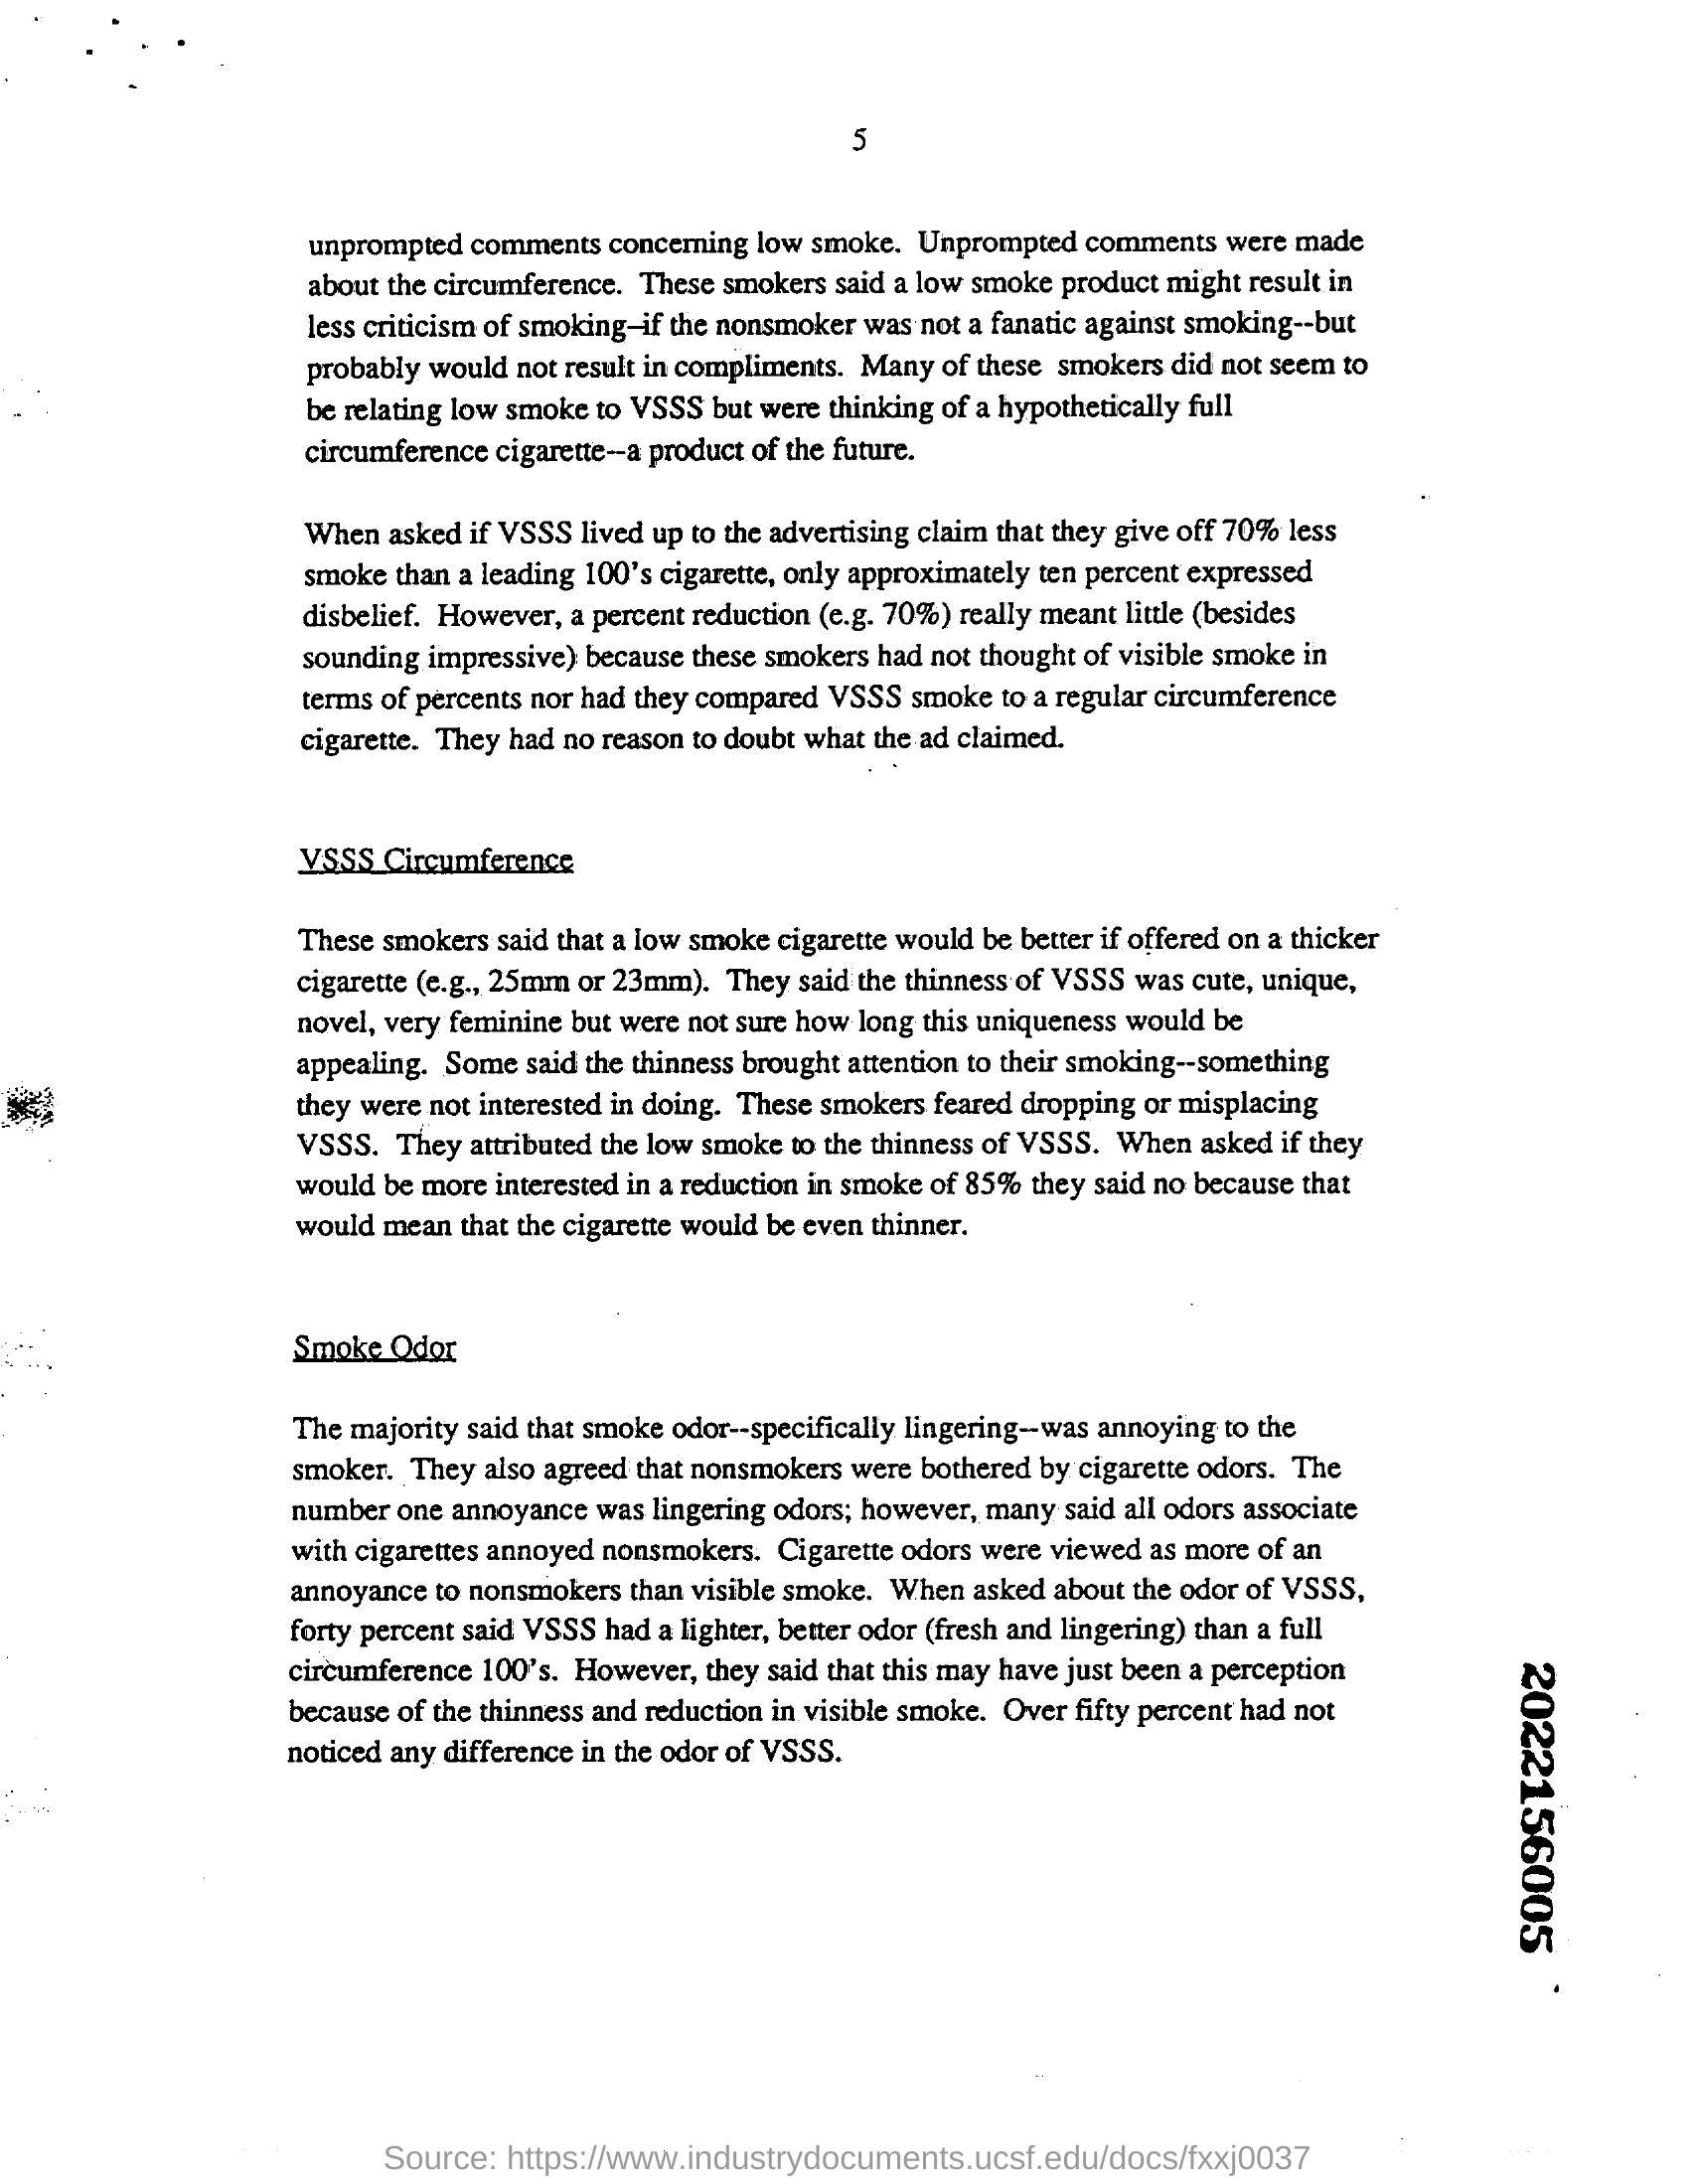 5
unprompted comments concerning low smoke. Unprompted comments were made
about the circumference. These smokers said a low smoke product might result in
less criticism of smoking–if the nonsmoker was not a fanatic against smoking--but
probably would not result in compliments. Many of these smokers did not seem to
be relating low smoke to VSSS but were thinking of a hypothetically full
circumference cigarette--a product of the future.
When asked if VSSS lived up to the advertising claim that they give off 70% less
smoke than a leading 100's cigarette, only approximately ten percent expressed
disbelief. However, a percent reduction (e.g. 70%) really meant little (besides
sounding impressive) because these smokers had not thought of visible smoke in
terms of percents nor had they compared VSSS smoke to a regular circumference
cigarette. They had no reason to doubt what the ad claimed.
VSSS Circumference
These smokers said that a low smoke cigarette would be better if offered on a thicker
cigarette (e.g., 25mm or 23mm). They said the thinness of VSSS was cute, unique,
novel, very feminine but were not sure how long this uniqueness would be
appealing. Some said the thinness brought attention to their smoking--something
they were not interested in doing. These smokers feared dropping or misplacing
VSSS. They attributed the low smoke to the thinness of VSSS. When asked if they
would be more interested in a reduction in smoke of 85% they said no because that
would mean that the cigarette would be even thinner.
Smoke Odor
The majority said that smoke odor--specifically lingering--was annoying to the
smoker. They also agreed that nonsmokers were bothered by cigarette odors. The
number one annoyance was lingering odors; however, many said all odors associate
with cigarettes annoyed nonsmokers. Cigarette odors were viewed as more of an
annoyance to nonsmokers than visible smoke. When asked about the odor of VSSS,
forty percent said VSSS had a lighter, better odor (fresh and lingering) than a full
circumference 100's. However, they said that this may have just been a perception
because of the thinness and reduction in visible smoke. Over fifty percent had not
noticed any difference in the odor of VSSS.
2022156005
Source: https://www.industrydocuments.ucsf.edu/docs/fxxj0037